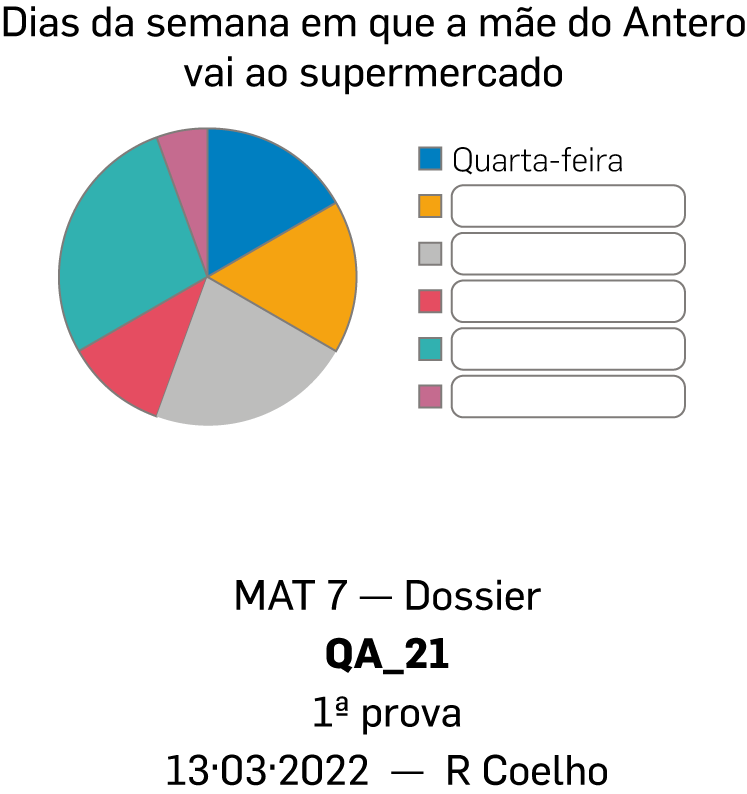 Dias da semana em que a mãe do Antero
vai ao supermercado
Quarta-feira
MAT 7 — Dossier
QA_21
1ª prova
13·03·2022 — R Coelho